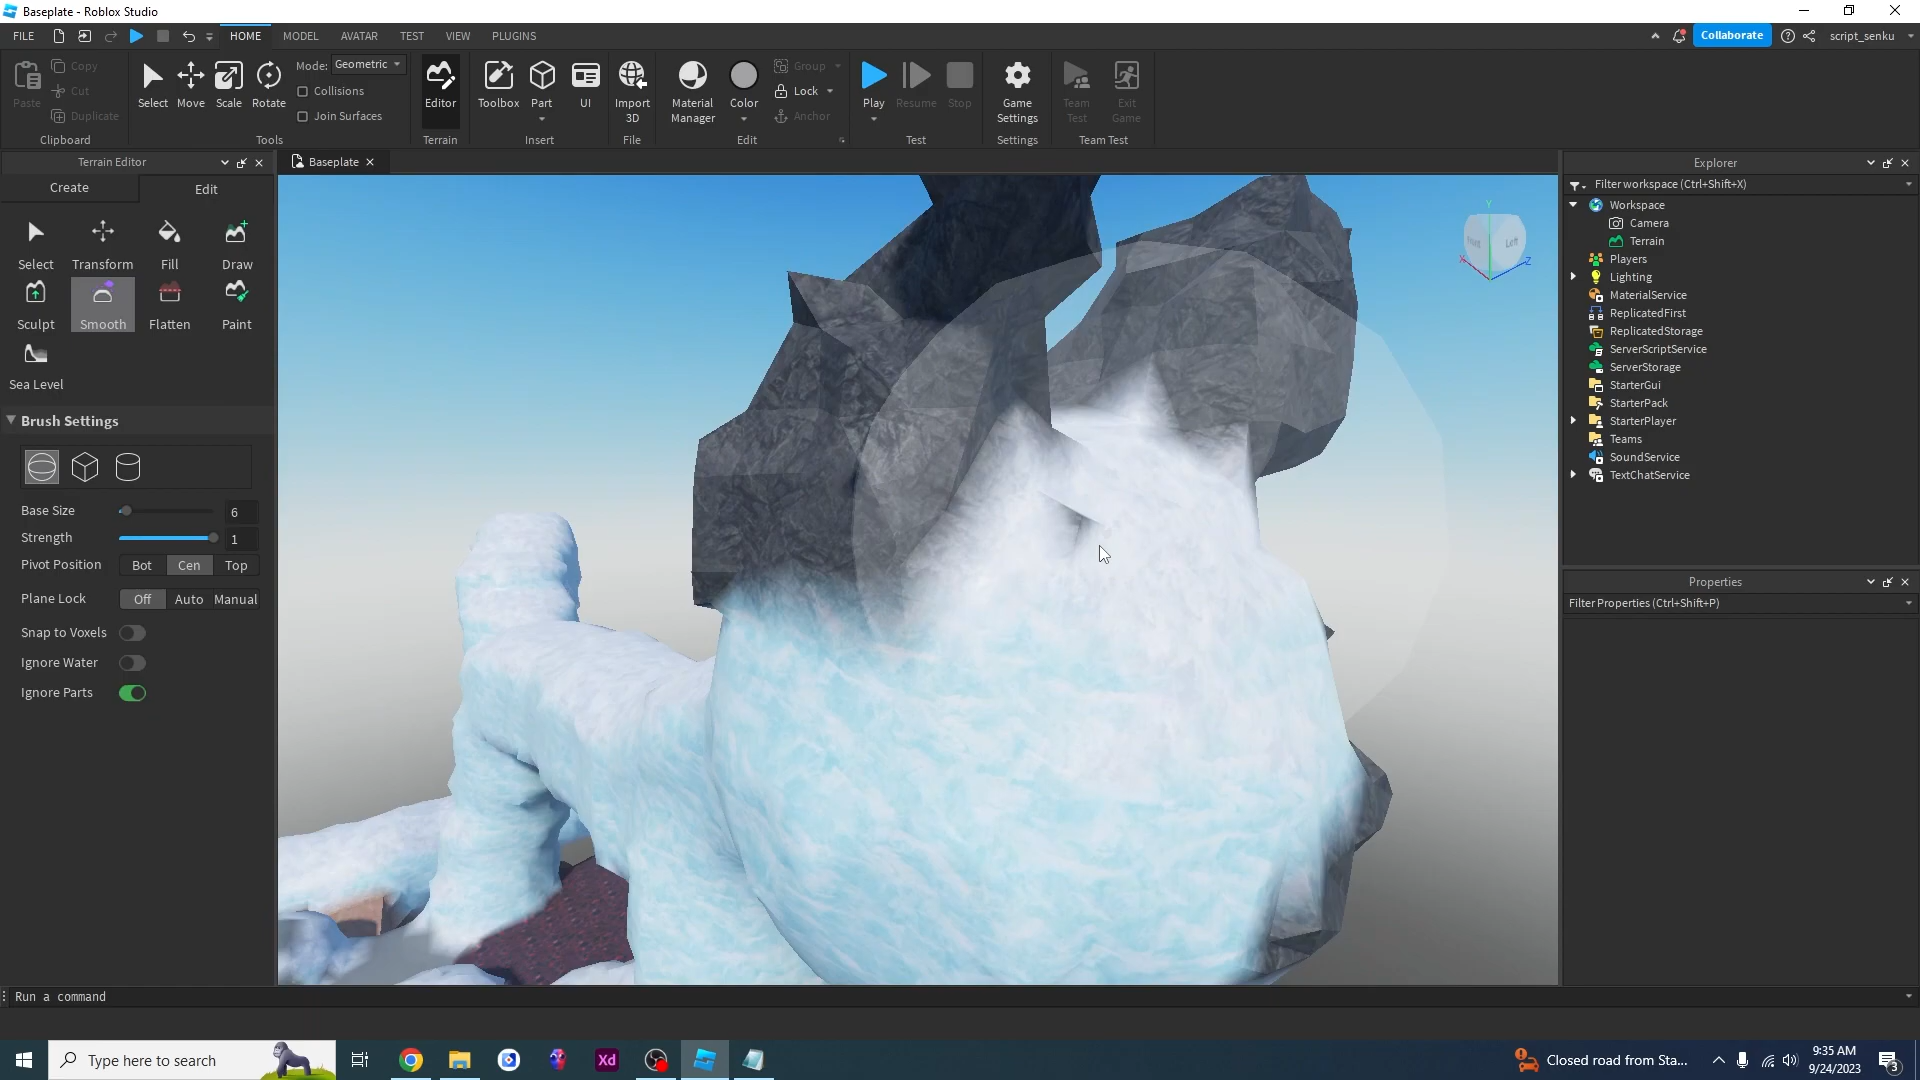 Baseplate - Roblox Studio
FILE HOME MODEL AVATAR TEST VIEW PLUGINS Collaborate script_senku
Paste Copy Cut Duplicate Clipboard
Select Move Scale Rotate Mode: Geometric Collisions Join Surfaces Tools
Editor Terrain
Toolbox Part UI Insert
Import 3D File
Material Manager Color Group Lock Anchor Edit
Play Resume Stop Test
Game Settings Settings
Team Test Exit Game Team Test
Terrain Editor
Create Edit
Select Transform Fill Draw
Sculpt Smooth Flatten Paint
Sea Level
Brush Settings
Base Size 6
Strength 1
Pivot Position Bot Cen Top
Plane Lock Off Auto Manual
Snap to Voxels
Ignore Water
Ignore Parts
Baseplate
Y
Left
X Z
Explorer
Filter workspace (Ctrl+Shift+X)
Workspace
Camera
Terrain
Players
Lighting
MaterialService
ReplicatedFirst
ReplicatedStorage
ServerScriptService
ServerStorage
StarterGui
StarterPack
StarterPlayer
Teams
SoundService
TextChatService
Properties
Filter Properties (Ctrl+Shift+P)
Run a command
Type here to search
Xd
Closed road from Sta...
9:35 AM
9/24/2023
3